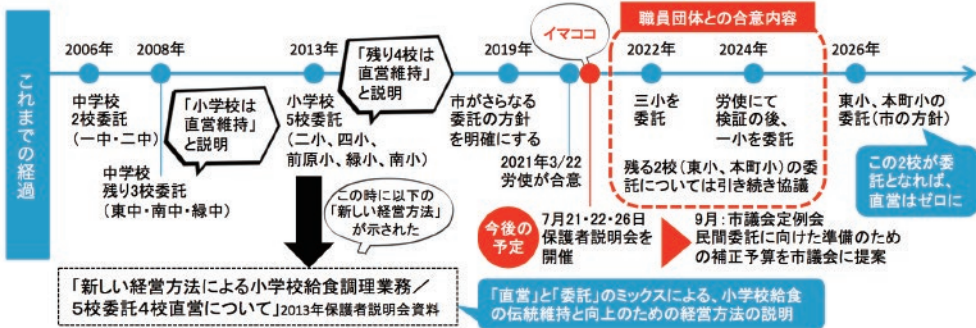 これまでの経過
2006年
中学校
2校委託
(一中・二中)
2008年
中学校
残り3校委託
(東中・南中・緑中)
「小学校は
直営維持」
と説明
2013年
小学校
5校委託
(二小、四小、
前原小、緑小、南小)
「残り4校は
直営維持」
と説明
この時に以下の
「新しい経営方法」
が示された
「新しい経営方法による小学校給食調理業務/
5校委託4校直営について」2013年保護者説明会資料
「直営」と「委託」のミックスによる、小学校給食
の伝統維持と向上のための経営方法の説明
2019年
市がさらなる
委託の方針
を明確にする
2021年3/22
労使が合意
イマココ
今後の
予定
7月21・22・26日
保護者説明会を
開催
9月:市議会定例会
民間委託に向けた準備のため
の補正予算を市議会に提案
職員団体との合意内容
2022年
三小を
委託
2024年
労使にて
検証の後、
一小を委託
残る2校(東小、本町小)の委
託については引き続き協議
2026年
東小、本町小の
委託(市の方針)
この2校が委
託となれば、
直営はゼロに